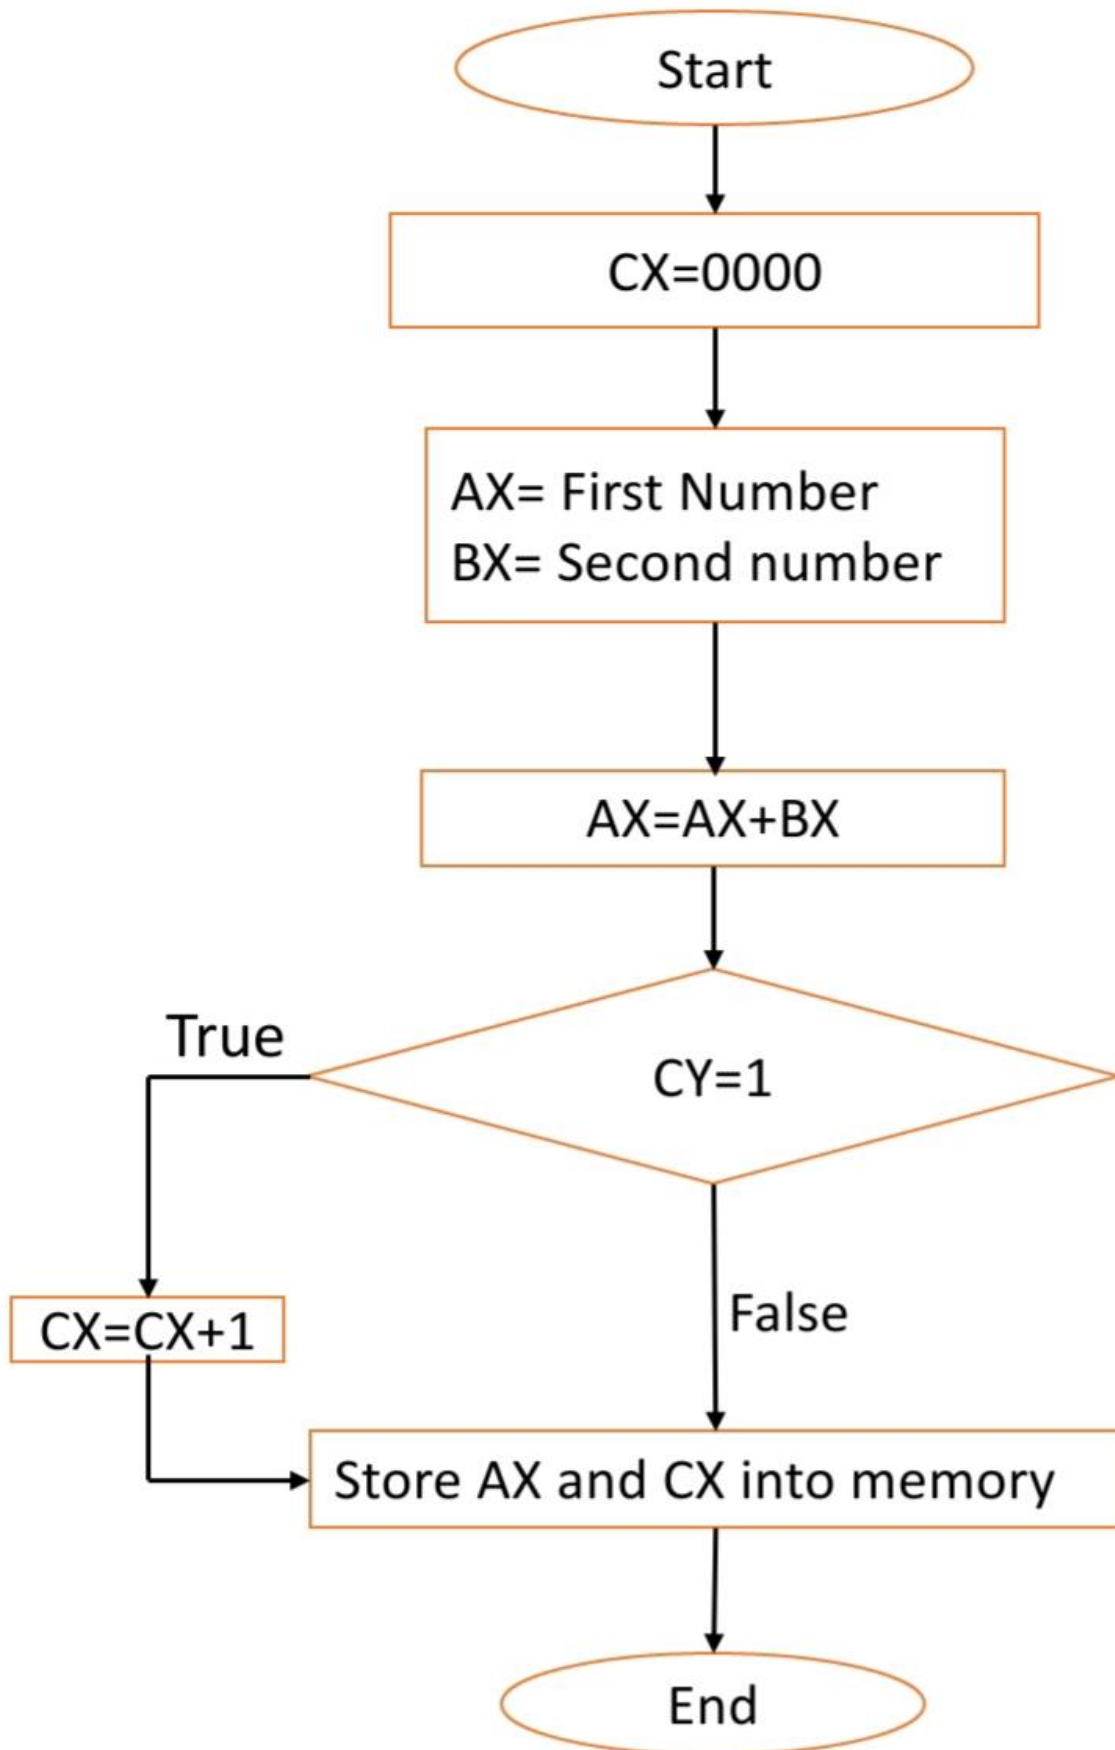 Start
CX=0000
AX= First Number
BX= Second number
AX=AX+BX
CY=1
True
False
CX=CX+1
Store AX and CX into memory
End